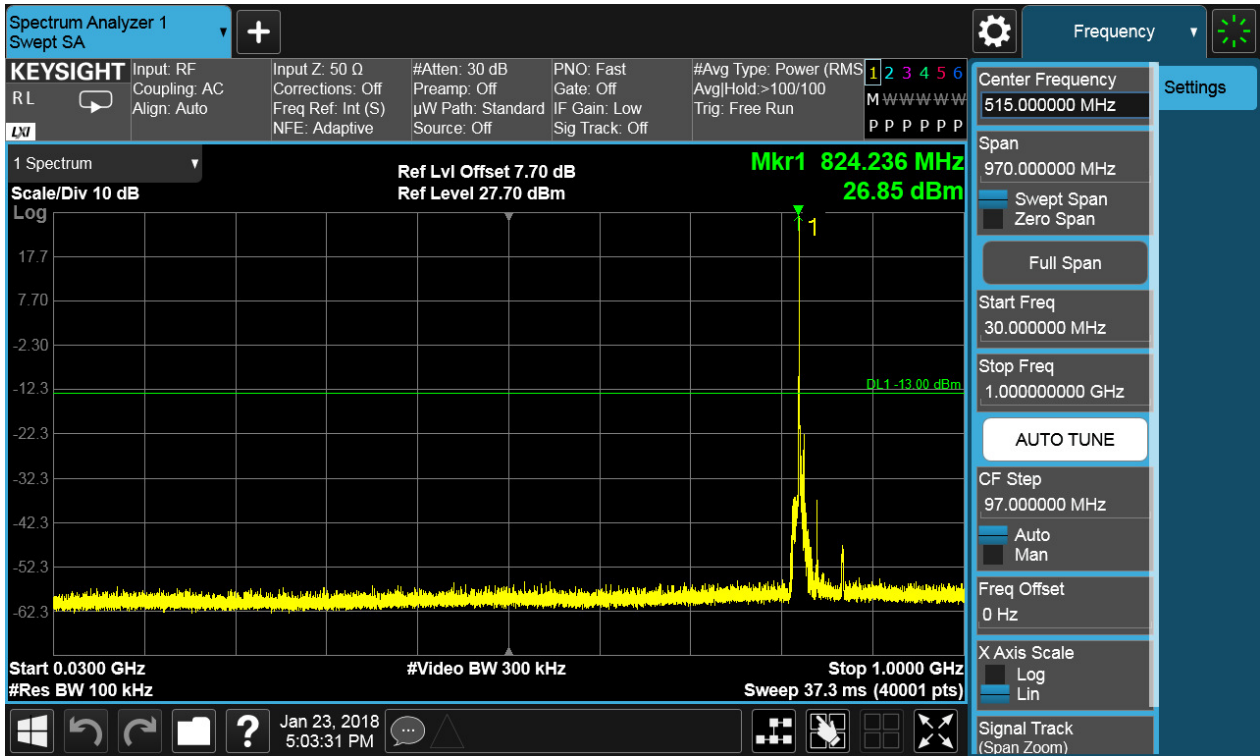 Spectrum Analyzer 1
Swept SA
Frequency
KEYSIGHT
RL
LXI
Input: RF
Coupling: AC
Align: Auto
Input Z: 50 Ω
Corrections: Off
Freq Ref: Int (S)
NFE: Adaptive
#Atten: 30 dB
Preamp: Off
µW Path: Standard
Source: Off
PNO: Fast
Gate: Off
IF Gain: Low
Sig Track: Off
#Avg Type: Power (RMS
Avg|Hold:>100/100
Trig: Free Run
1 2 3 4 5 6
M W W W W W
P P P P P P
1 Spectrum
Scale/Div 10 dB
Log
Ref Lvl Offset 7.70 dB
Ref Level 27.70 dBm
Mkr1 824.236 MHz
26.85 dBm
1
17.7
7.70
-2.30
-12.3
-22.3
-32.3
-42.3
-52.3
-62.3
DL1 -13.00 dBm
Start 0.0300 GHz
#Res BW 100 kHz
#Video BW 300 kHz
Stop 1.0000 GHz
Sweep 37.3 ms (40001 pts)
Center Frequency
515.000000 MHz
Settings
Span
970.000000 MHz
Swept Span
Zero Span
Full Span
Start Freq
30.000000 MHz
Stop Freq
1.000000000 GHz
AUTO TUNE
CF Step
97.000000 MHz
Auto
Man
Freq Offset
0 Hz
X Axis Scale
Log
Lin
Signal Track
(Span Zoom)
?
Jan 23, 2018
5:03:31 PM